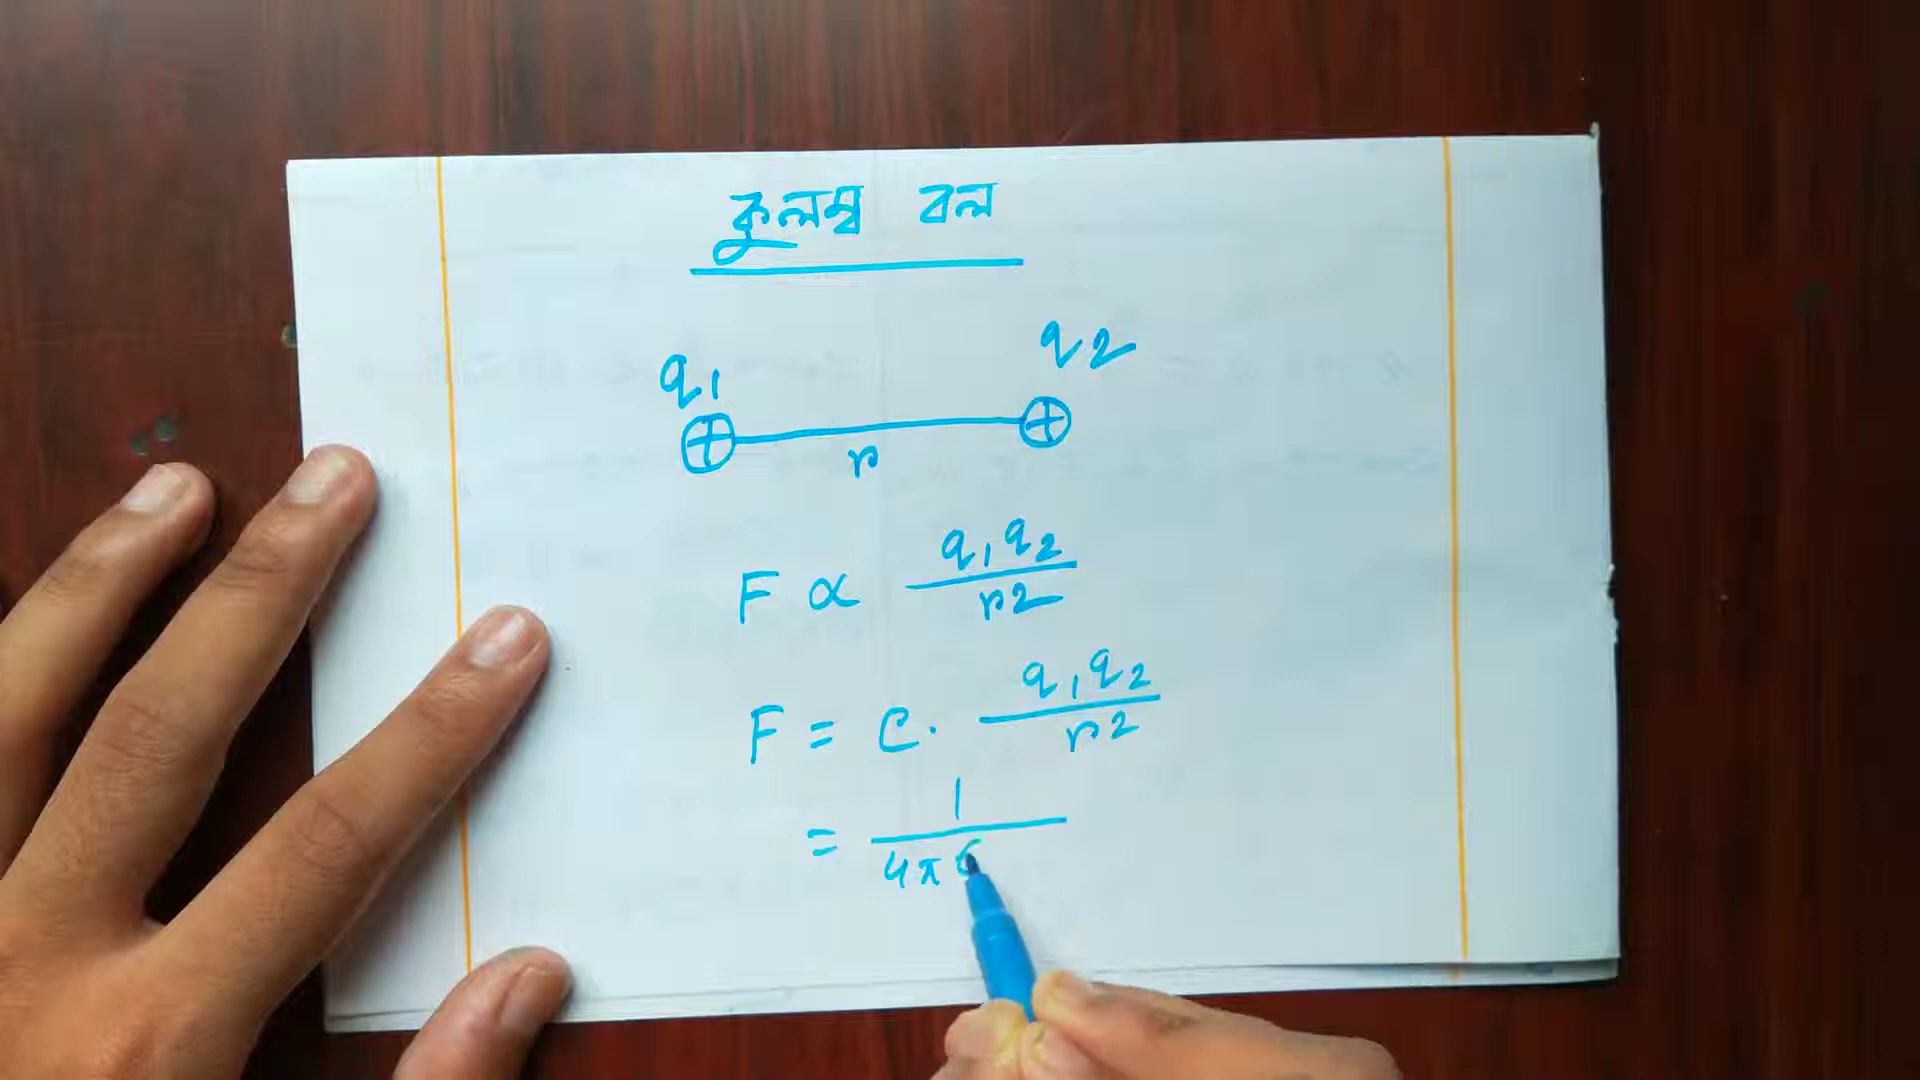 কুলম্ব বল
q1 q2
r
F ∝ q1q2 / r2
F = C. q1q2 / r2
= 1 / 4π ϵ